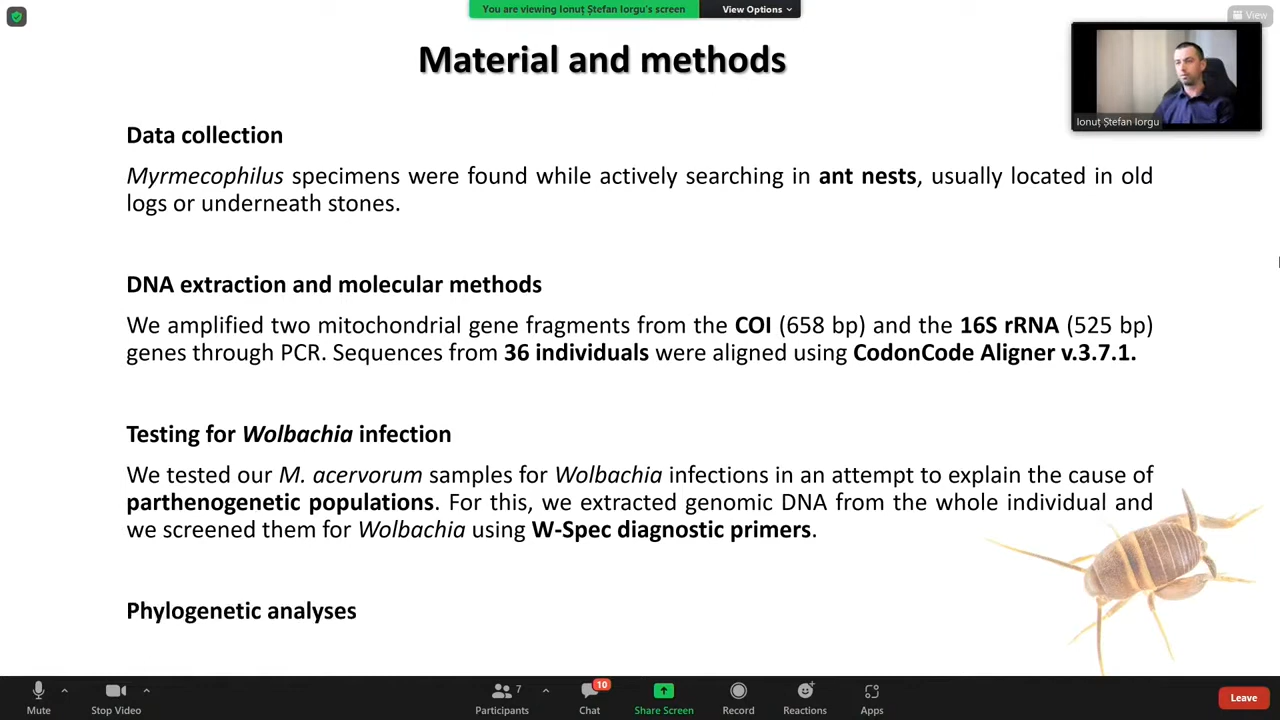 You are viewing Ionuț Ștefan Iorgu's screen
View Options
View
Material and methods
Ionuț Ștefan Iorgu
Data collection
Myrmecophilus specimens were found while actively searching in ant nests, usually located in old
logs or underneath stones.
DNA extraction and molecular methods
We amplified two mitochondrial gene fragments from the COI (658 bp) and the 16S rRNA (525 bp)
genes through PCR. Sequences from 36 individuals were aligned using CodonCode Aligner v.3.7.1.
Testing for Wolbachia infection
We tested our M. acervorum samples for Wolbachia infections in an attempt to explain the cause of
parthenogenetic populations. For this, we extracted genomic DNA from the whole individual and
we screened them for Wolbachia using W-Spec diagnostic primers.
Phylogenetic analyses
7
10
Mute
Stop Video
Participants
Chat
Share Screen
Record
Reactions
Apps
Leave